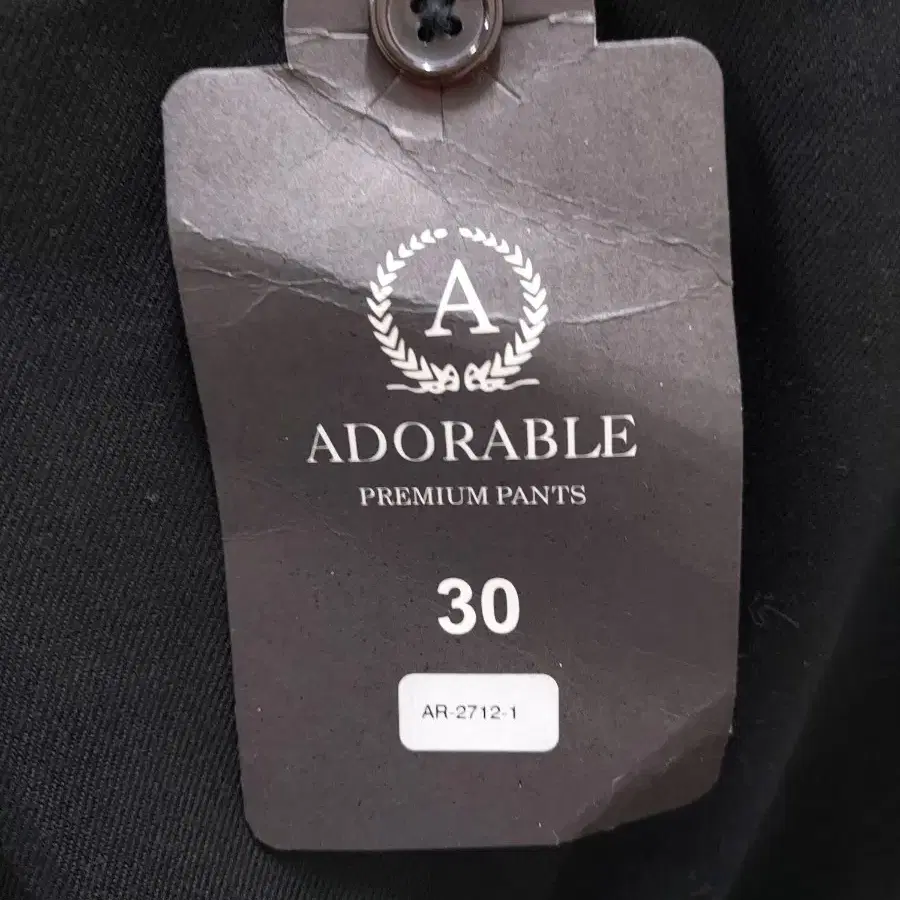 A
ADORABLE
PREMIUM PANTS
30
AR-2712-1